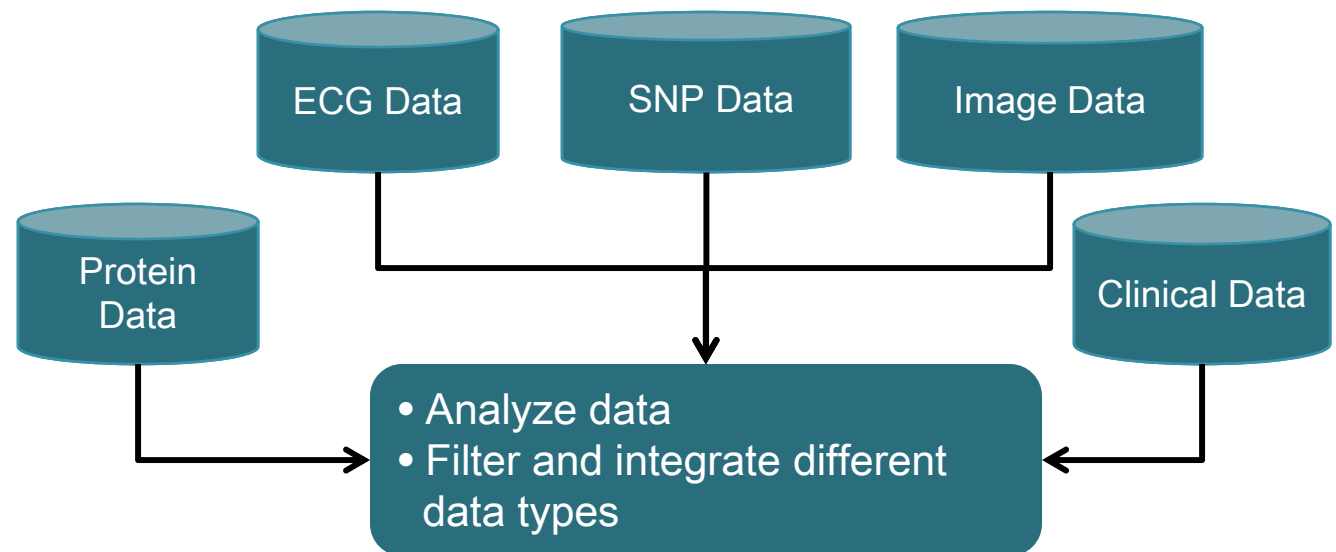 ECG Data
SNP Data
Image Data
Protein
Data
Clinical Data
• Analyze data
• Filter and integrate different
data types